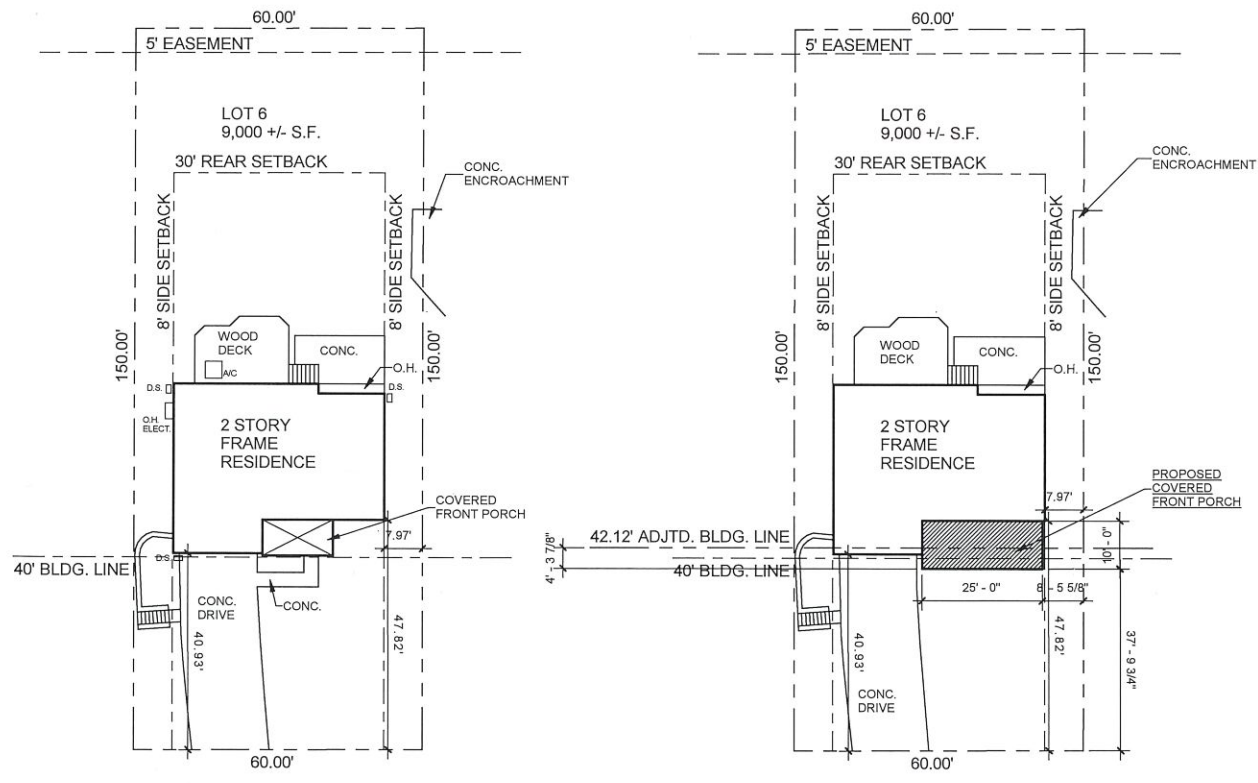 60.00'
5' EASEMENT
LOT 6
9,000 +/- S.F.
30' REAR SETBACK
CONC.
ENCROACHMENT
8' SIDE SETBACK
8' SIDE SETBACK
150.00'
150.00'
WOOD
DECK
A/C
CONC.
O.H.
D.S.
D.S.
O.H.
ELECT.
2 STORY
FRAME
RESIDENCE
COVERED
FRONT PORCH
7.97'
D.S.
40' BLDG. LINE
CONC.
DRIVE
CONC.
40.93'
47.82'
60.00'
60.00'
5' EASEMENT
LOT 6
9,000 +/- S.F.
30' REAR SETBACK
CONC.
ENCROACHMENT
8' SIDE SETBACK
8' SIDE SETBACK
150.00'
150.00'
WOOD
DECK
CONC.
O.H.
2 STORY
FRAME
RESIDENCE
PROPOSED
COVERED
FRONT PORCH
7.97'
42.12' ADJTD. BLDG. LINE
4' - 3 7/8"
40' BLDG. LINE
10' - 0"
25' - 0"
8' - 5 5/8"
40.93'
47.82'
37' - 9 3/4"
CONC.
DRIVE
60.00'